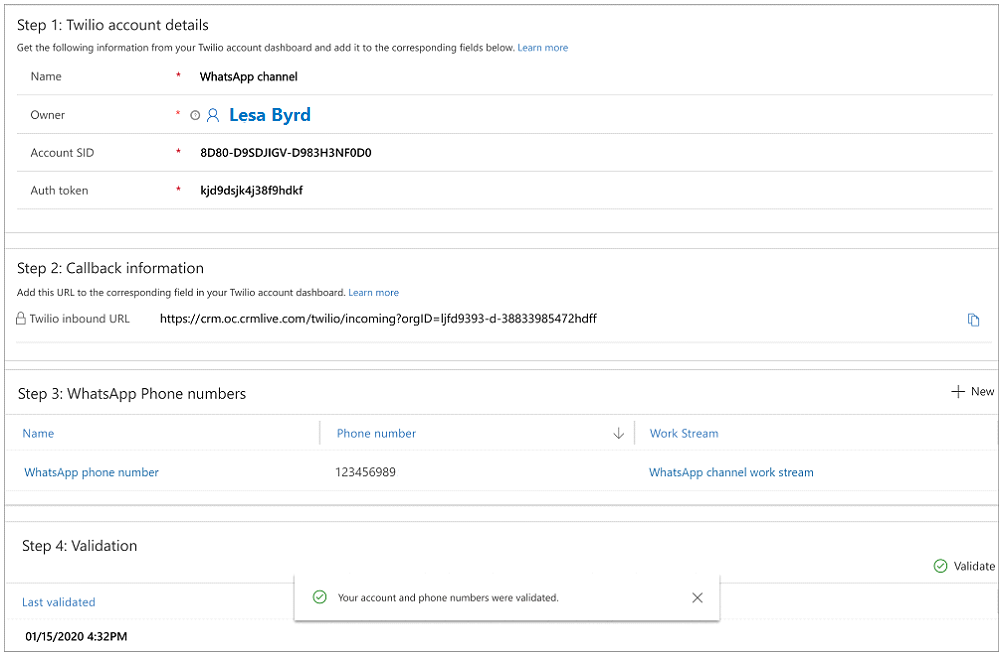 Step 1: Twilio account details
Get the following information from your Twilio account dashboard and add it to the corresponding fields below. Learn more
Name * WhatsApp channel
Owner * Lesa Byrd
Account SID * 8D80-D9SDJIGV-D983H3NF0D0
Auth token * kjd9dsjk4j38f9hdkf
Step 2: Callback information
Add this URL to the corresponding field in your Twilio account dashboard. Learn more
Twilio inbound URL https://crm.oc.crmlive.com/twilio/incoming?orgID=ljfd9393-d-38833985472hdff
Step 3: WhatsApp Phone numbers
New
Name Phone number Work Stream
WhatsApp phone number 123456989 WhatsApp channel work stream
Step 4: Validation
Validate
Last validated
Your account and phone numbers were validated.
01/15/2020 4:32PM